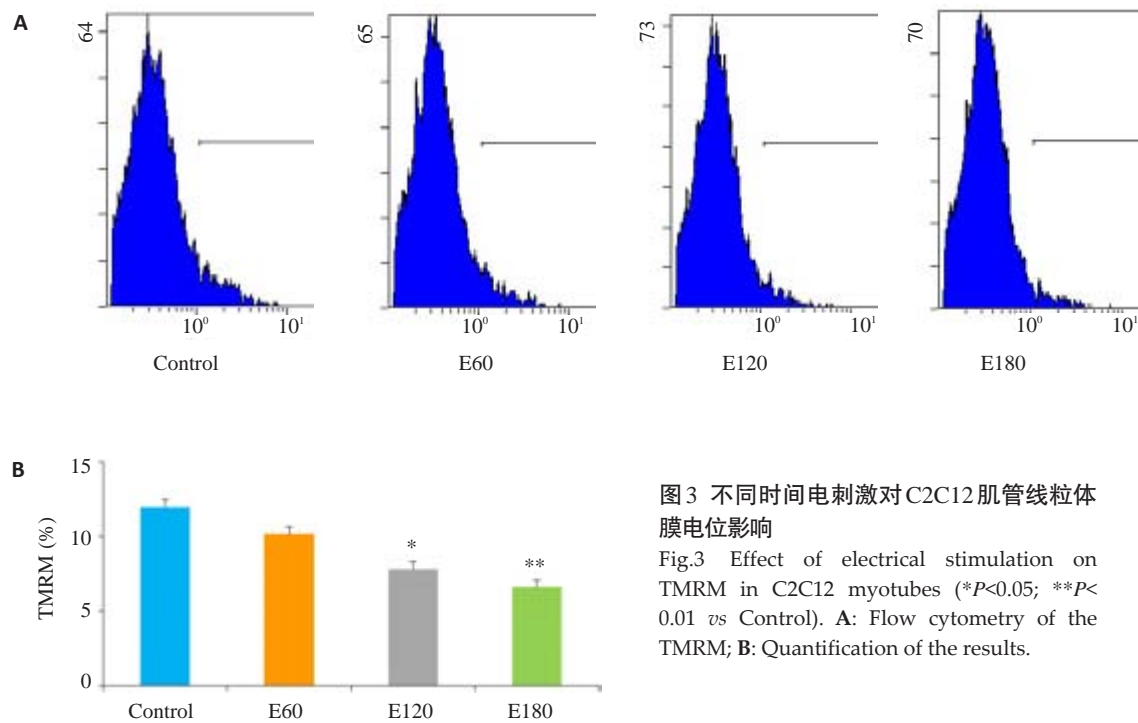 A
64
65
73
70
10⁰ 10¹
10⁰ 10¹
10⁰ 10¹
10⁰ 10¹
Control E60 E120 E180
B
15
10
5
0
TMRM (%)
*
**
Control E60 E120 E180
图3 不同时间电刺激对C2C12肌管线粒体
膜电位影响
Fig.3 Effect of electrical stimulation on
TMRM in C2C12 myotubes (*P<0.05; **P<
0.01 vs Control). A: Flow cytometry of the
TMRM; B: Quantification of the results.